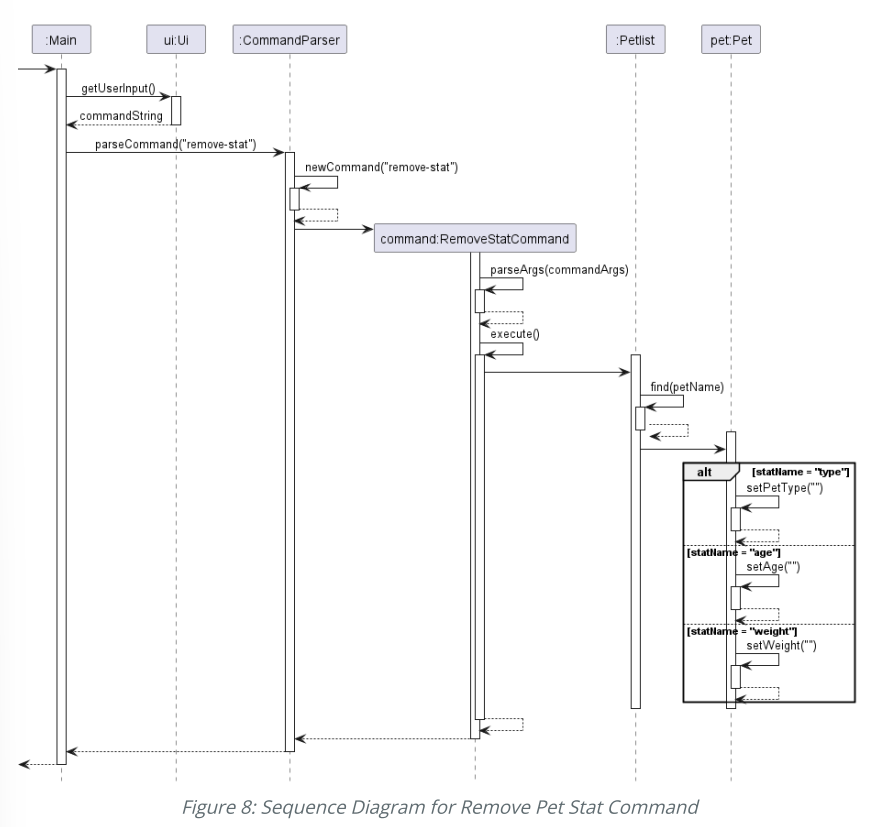 :Main
ui:Ui
:CommandParser
:Petlist
pet:Pet
getUserInput()
commandString
parseCommand("remove-stat")
newCommand("remove-stat")
command:RemoveStatCommand
parseArgs(commandArgs)
execute()
find(petName)
alt
[statName = "type"]
setPetType("")
[statName = "age"]
setAge("")
[statName = "weight"]
setWeight("")
Figure 8: Sequence Diagram for Remove Pet Stat Command